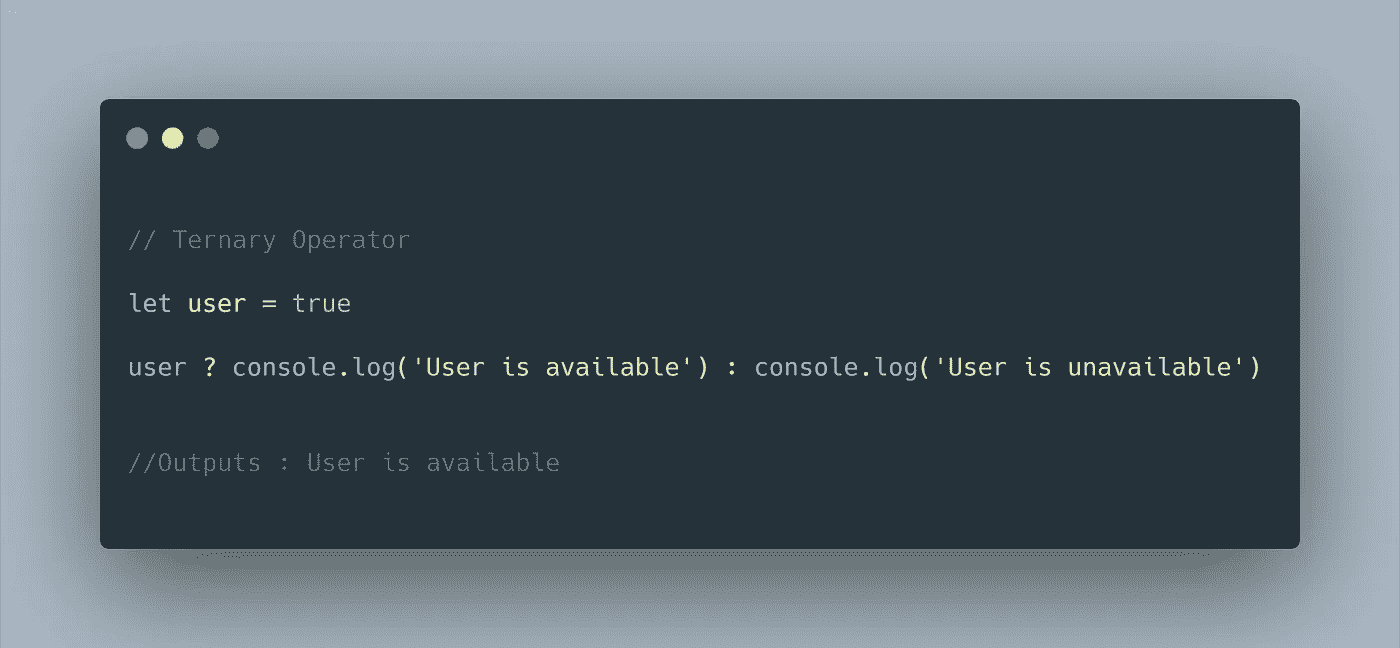 // Ternary Operator
let user = true
user ? console.log('User is available') : console.log('User is unavailable')
//Outputs : User is available